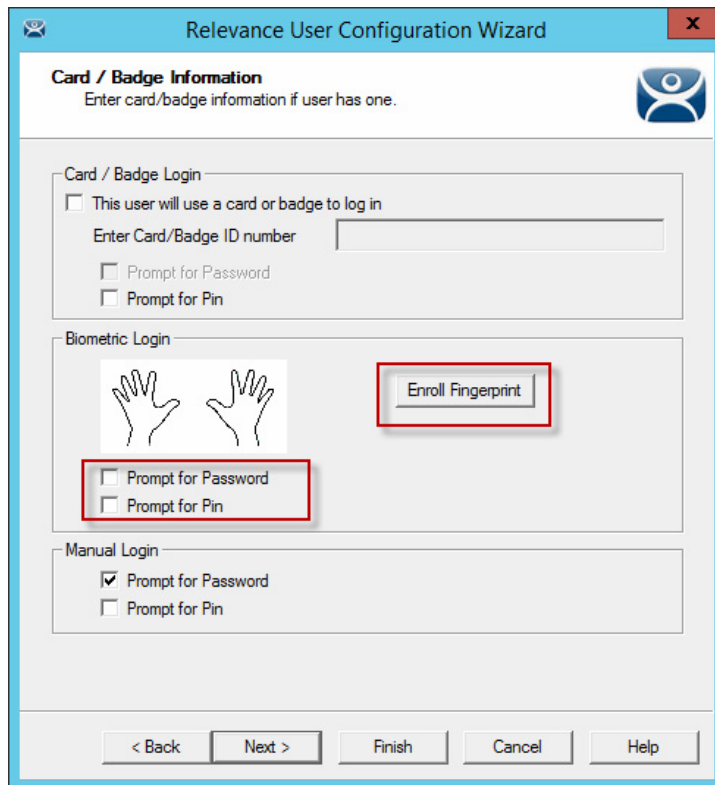 Relevance User Configuration Wizard
x
Card / Badge Information
Enter card/badge information if user has one.
Card / Badge Login
This user will use a card or badge to log in
Enter Card/Badge ID number
Prompt for Password
Prompt for Pin
Biometric Login
Enroll Fingerprint
Prompt for Password
Prompt for Pin
Manual Login
Prompt for Password
Prompt for Pin
< Back Next > Finish Cancel Help